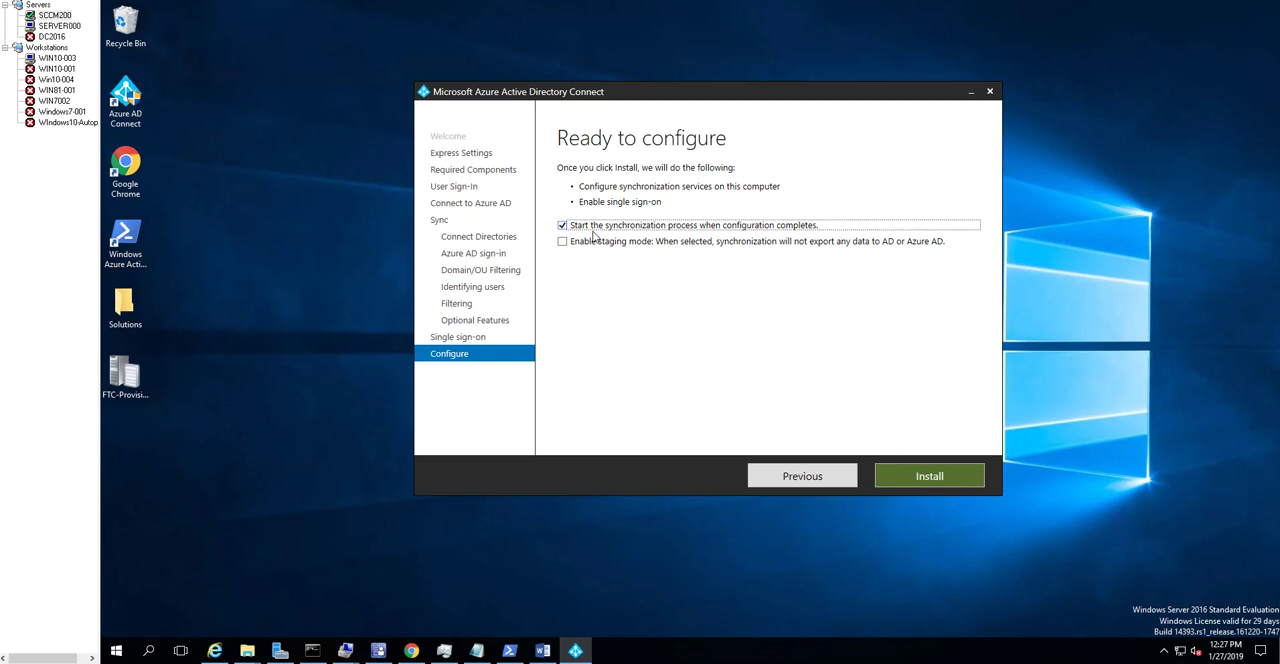 Servers
SCCM200
SERVER000
DC2016
Workstations
WIN10-003
WIN10-001
Win10-004
WIN81-001
WIN7002
Windows7-001
WIndows10-Autop
Recycle Bin
Azure AD
Connect
Google
Chrome
Windows
Azure Acti...
Solutions
FTC-Provisi...
Microsoft Azure Active Directory Connect
Welcome
Express Settings
Required Components
User Sign-In
Connect to Azure AD
Sync
Connect Directories
Azure AD sign-in
Domain/OU Filtering
Identifying users
Filtering
Optional Features
Single sign-on
Configure
Ready to configure
Once you click Install, we will do the following:
• Configure synchronization services on this computer
• Enable single sign-on
Start the synchronization process when configuration completes.
Enable staging mode: When selected, synchronization will not export any data to AD or Azure AD.
Previous
Install
Windows Server 2016 Standard Evaluation
Windows License valid for 29 days
Build 14393.rs1_release.161220-1747
12:27 PM
1/27/2019